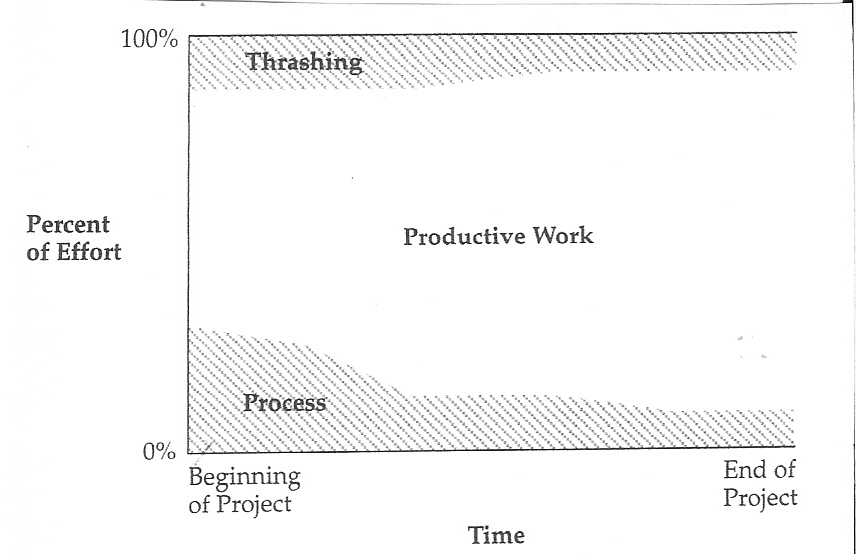 100%
Thrashing
Percent
of Effort
Productive Work
Process
0%
Beginning
of Project
End of
Project
Time